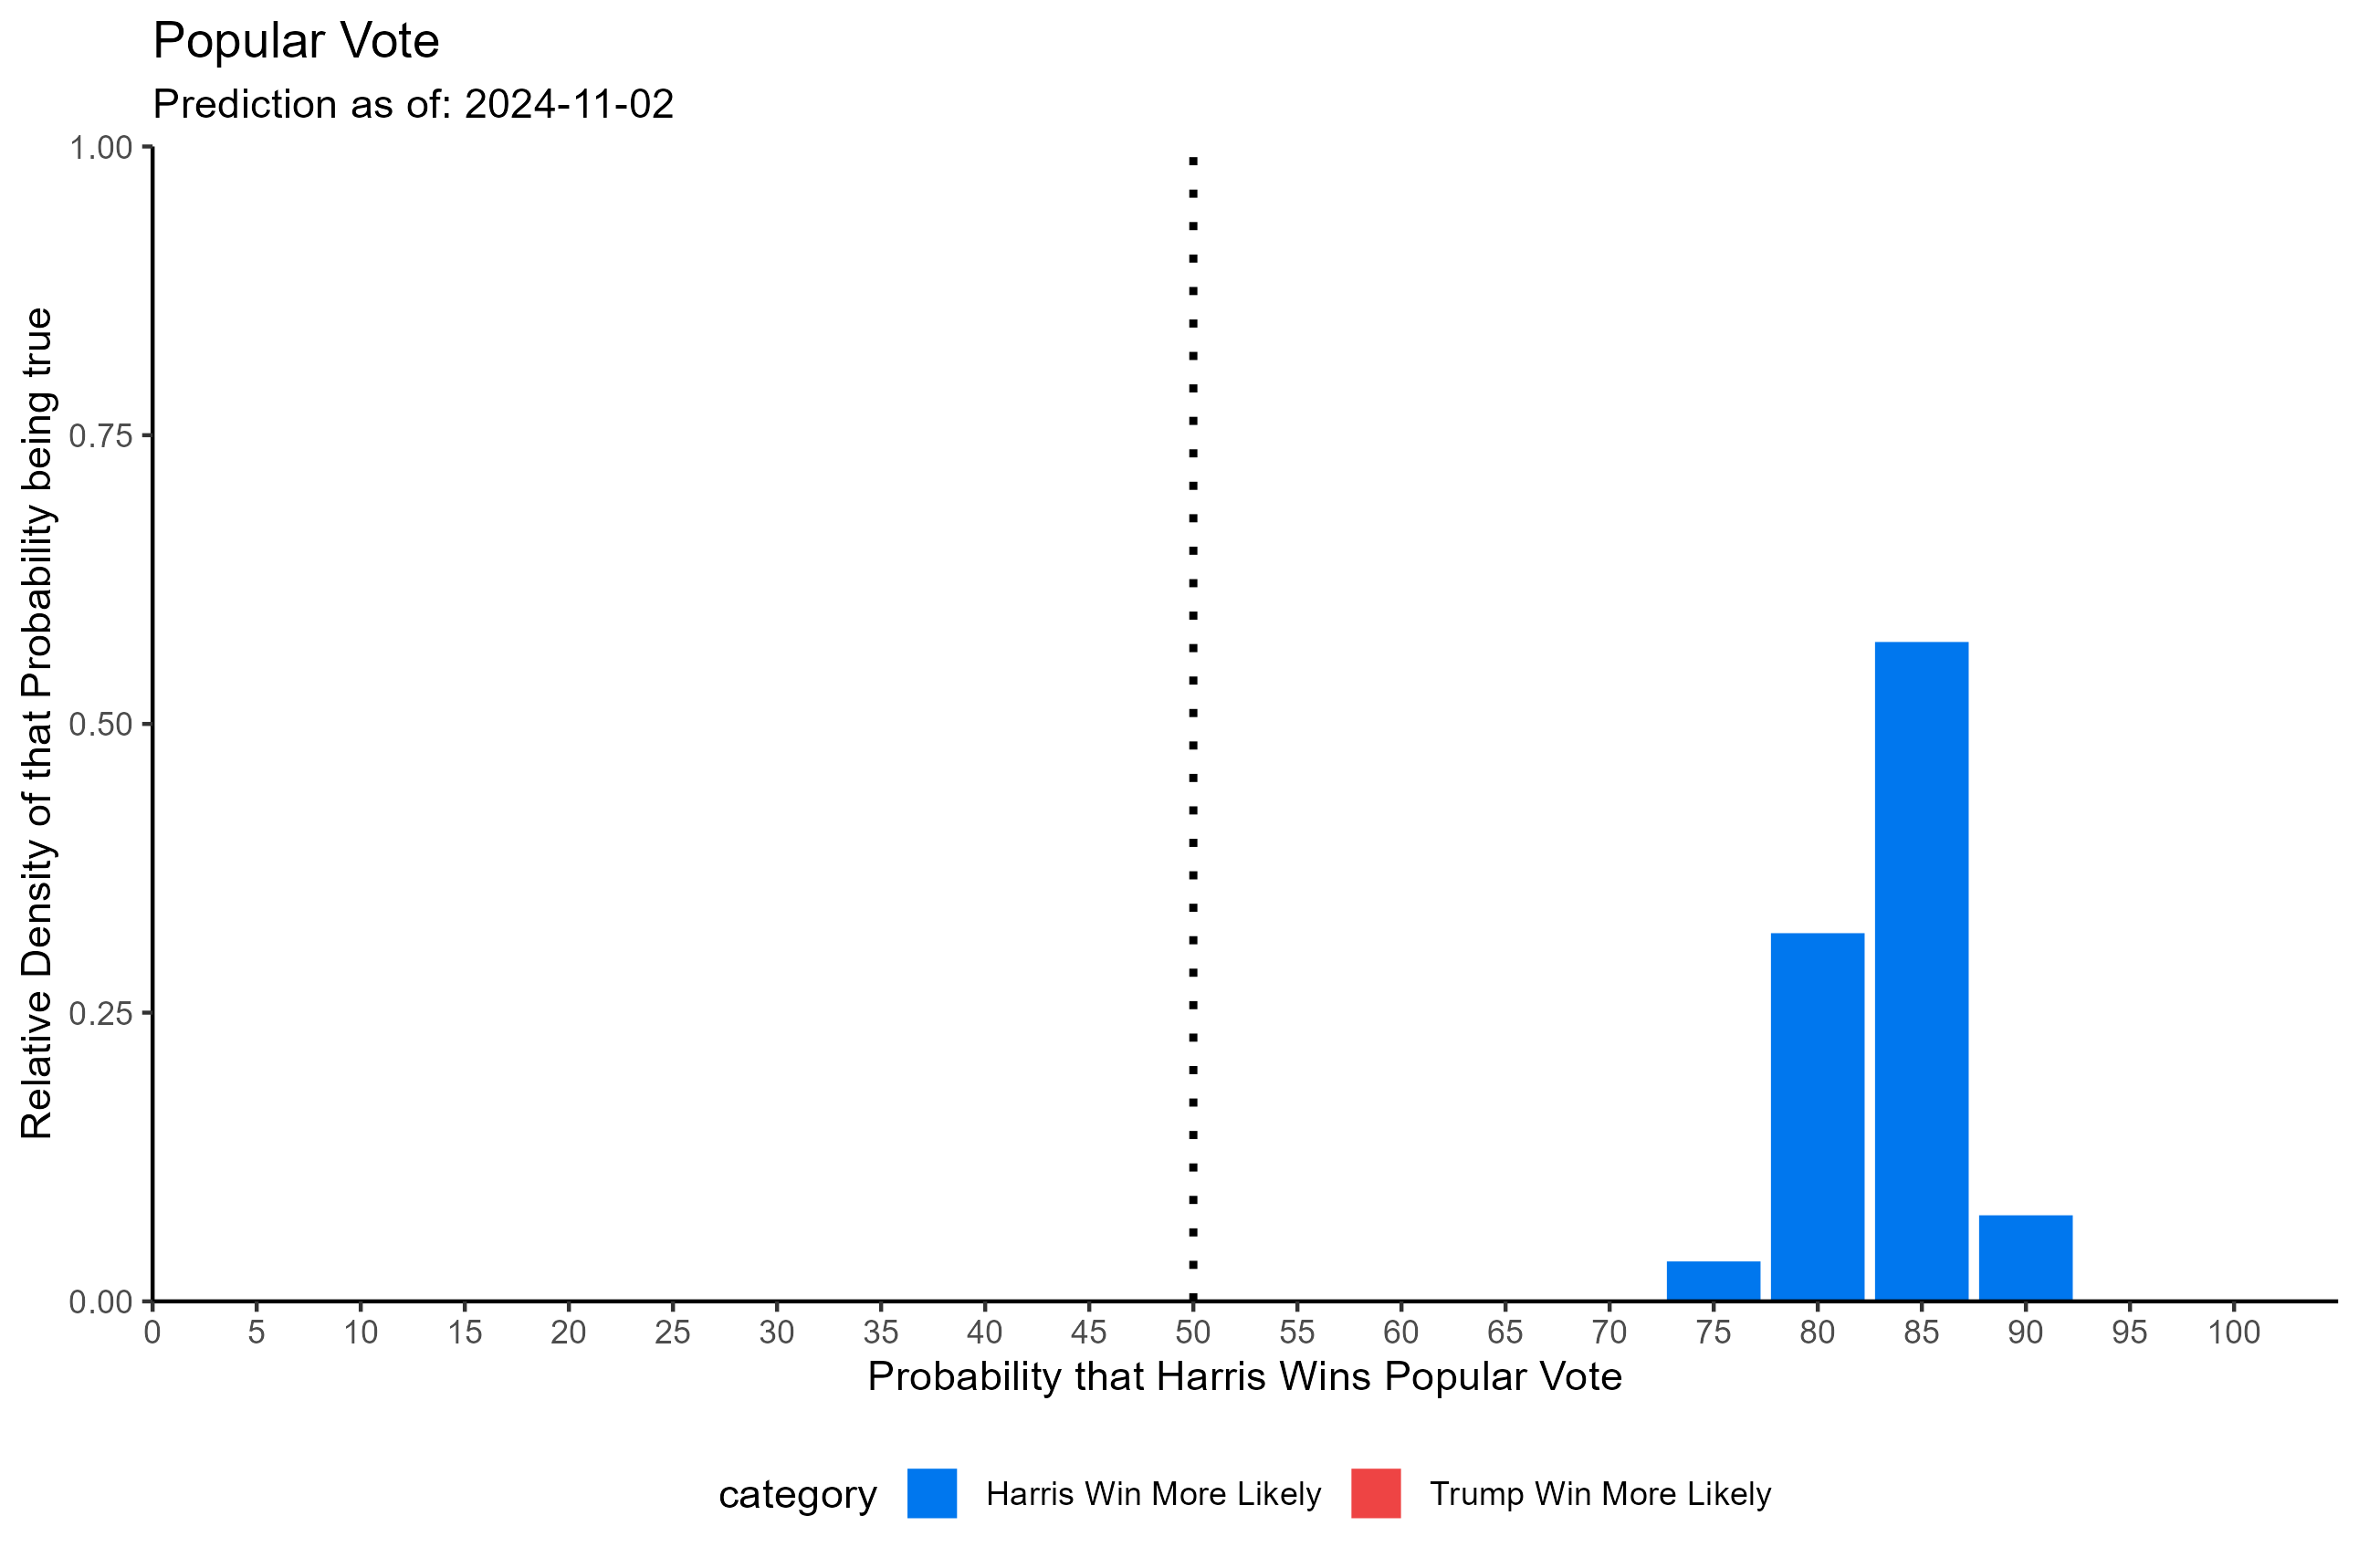 Popular Vote
Prediction as of: 2024-11-02
Relative Density of that Probability being true
1.00
0.75
0.50
0.25
0.00
0 5 10 15 20 25 30 35 40 45 50 55 60 65 70 75 80 85 90 95 100
Probability that Harris Wins Popular Vote
category Harris Win More Likely Trump Win More Likely